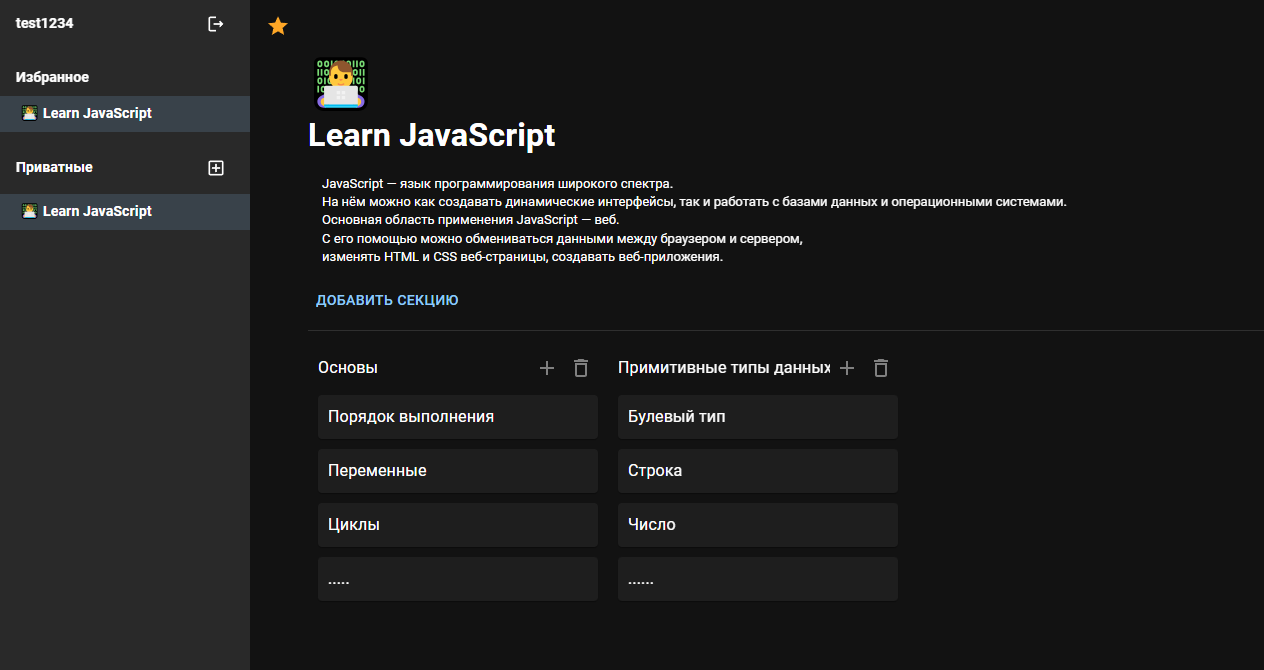 test1234
Избранное
Learn JavaScript
Приватные
Learn JavaScript
Learn JavaScript
JavaScript — язык программирования широкого спектра.
На нём можно как создавать динамические интерфейсы, так и работать с базами данных и операционными системами.
Основная область применения JavaScript — веб.
С его помощью можно обмениваться данными между браузером и сервером,
изменять HTML и CSS веб-страницы, создавать веб-приложения.
ДОБАВИТЬ СЕКЦИЮ
Основы
Порядок выполнения
Переменные
Циклы
.....
Примитивные типы данных
Булевый тип
Строка
Число
......